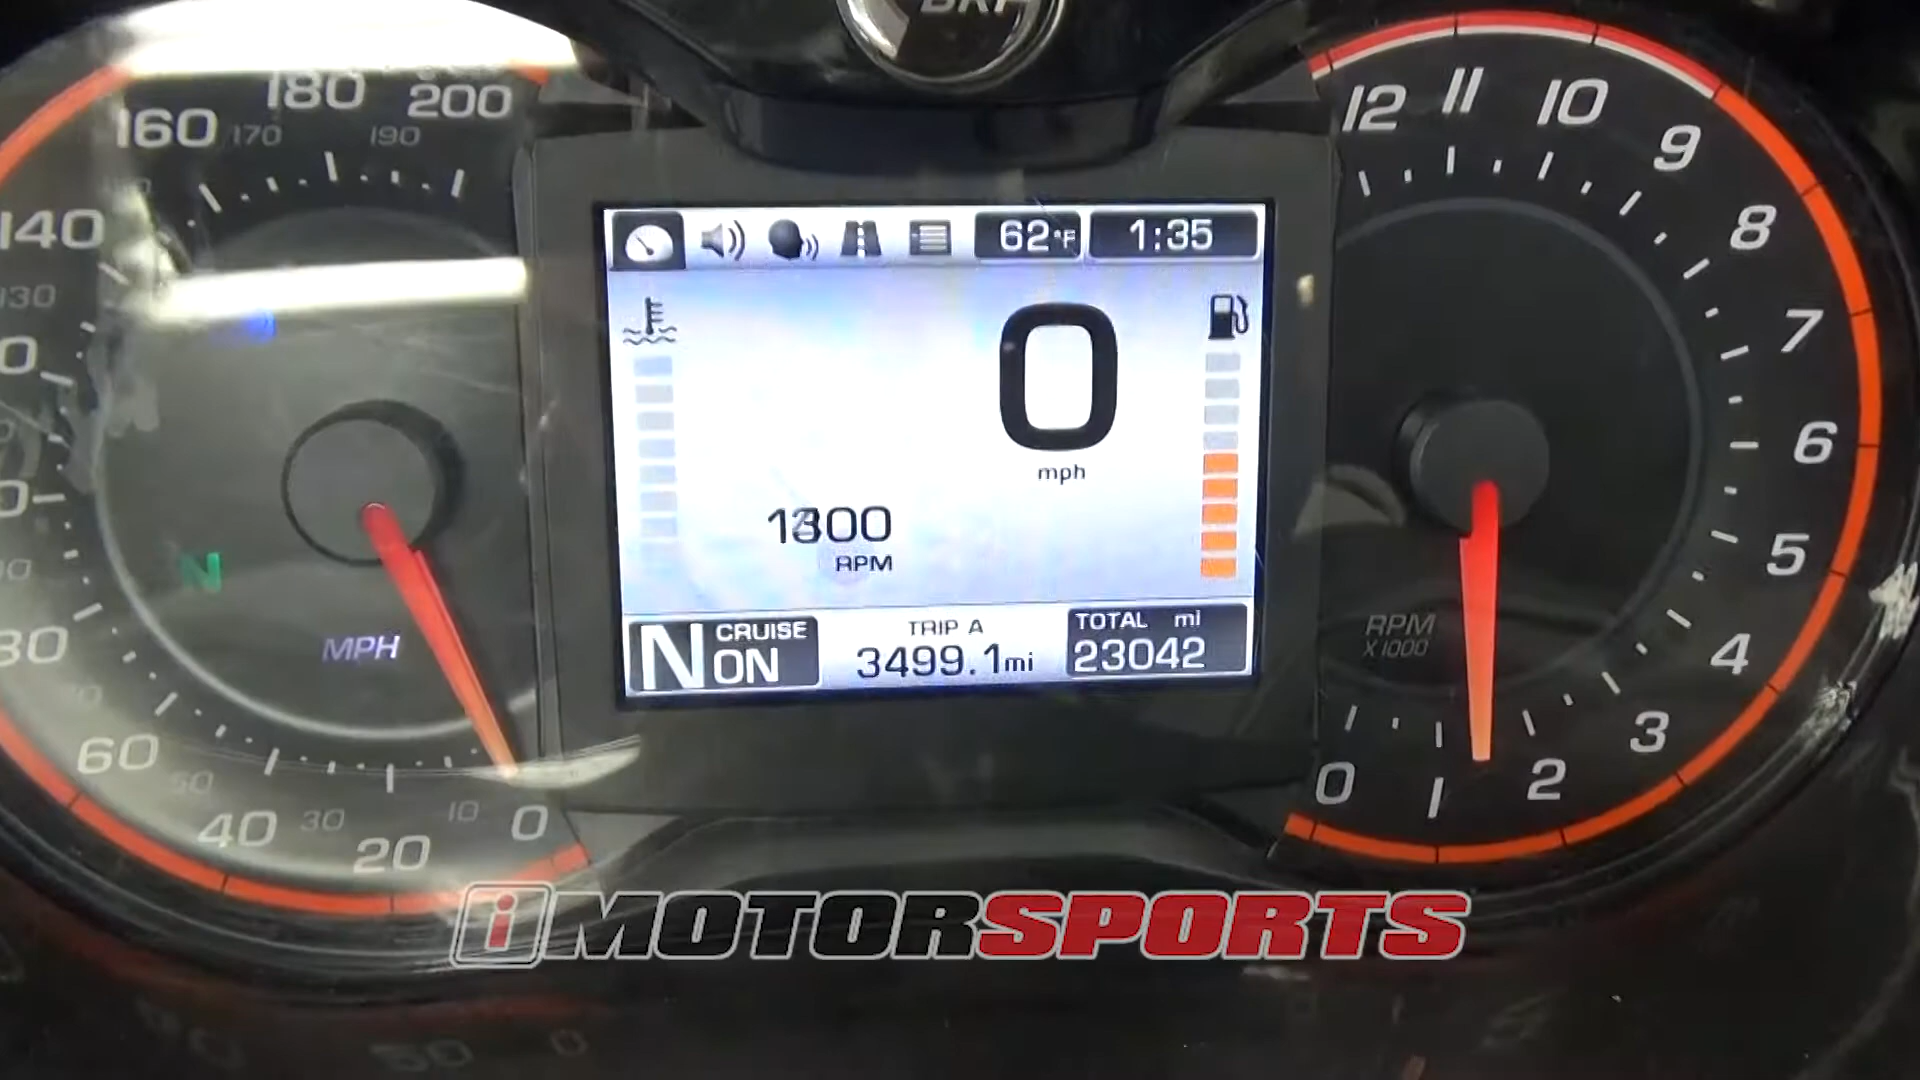 BRP
180
200
160
170
190
140
130
N
MPH
60
50
40
30
20
10
0
62°F
1:35
0
mph
RPM
N
CRUISE
ON
TRIP A
3499.1mi
TOTAL mi
23042
12
11
10
9
8
7
6
5
4
3
2
1
0
RPM
X1000
iMOTORSPORTS